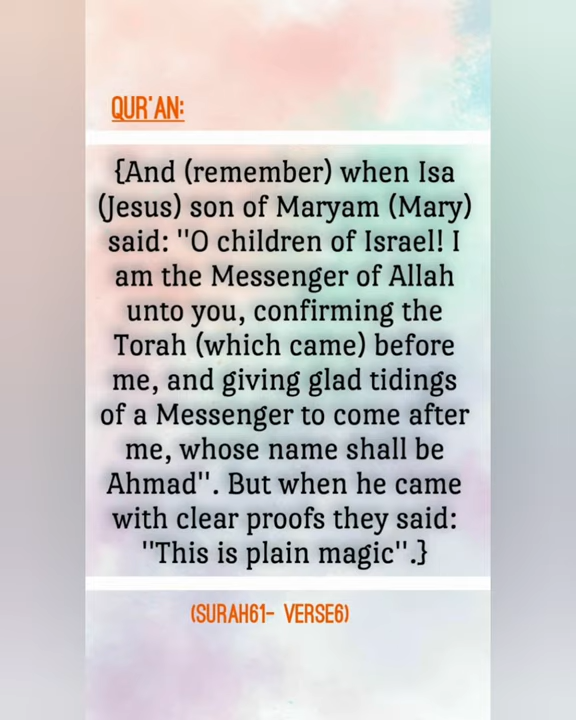 QUR'AN:
{And (remember) when Isa
(Jesus) son of Maryam (Mary)
said: "O children of Israel! I
am the Messenger of Allah
unto you, confirming the
Torah (which came) before
me, and giving glad tidings
of a Messenger to come after
me, whose name shall be
Ahmad". But when he came
with clear proofs they said:
"This is plain magic".}
(SURAH61- VERSE6)